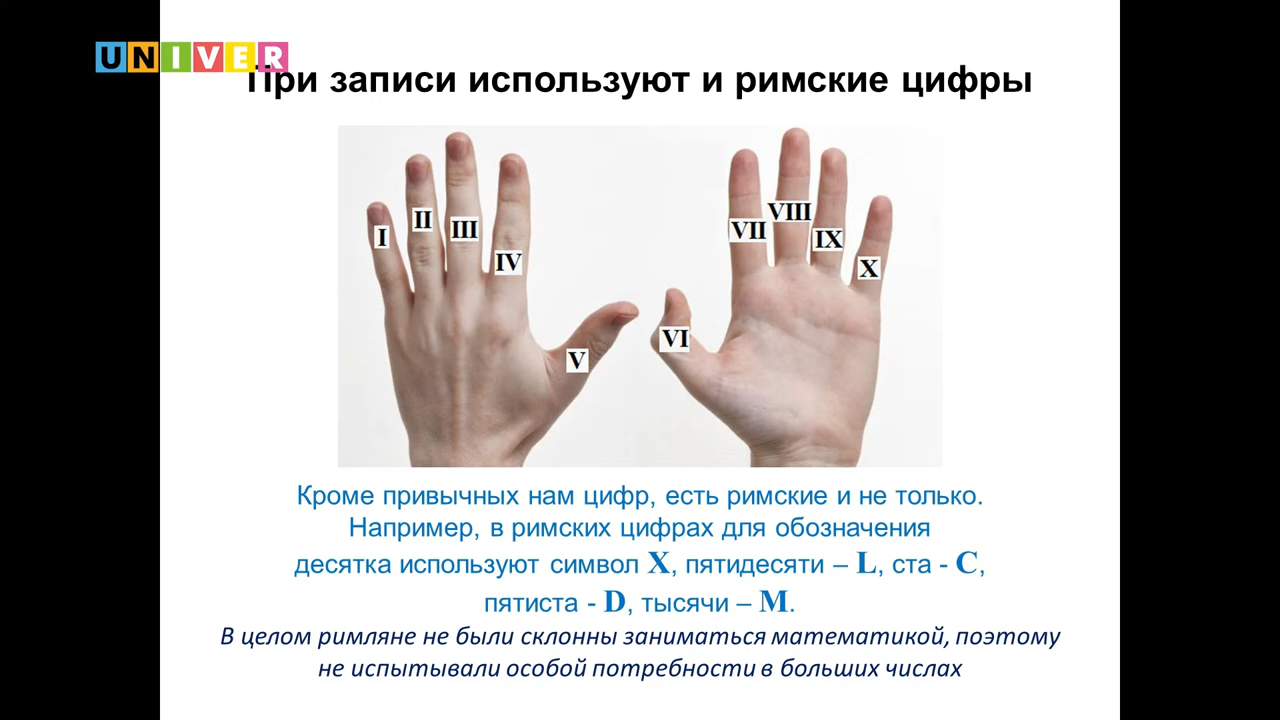 UNIVER
При записи используют и римские цифры
I
II
III
IV
V
VI
VII
VIII
IX
X
Кроме привычных нам цифр, есть римские и не только.
Например, в римских цифрах для обозначения
десятка используют символ X, пятидесяти – L, ста - C,
пятиста - D, тысячи – M.
В целом римляне не были склонны заниматься математикой, поэтому
не испытывали особой потребности в больших числах